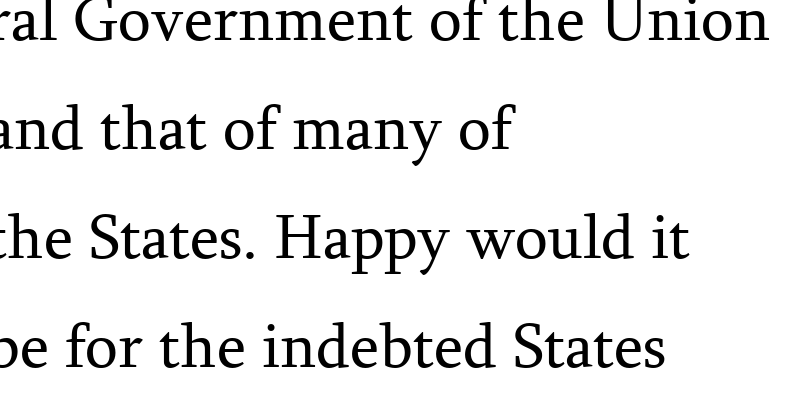 ral Government of the Union
and that of many of
the States. Happy would it
be for the indebted States